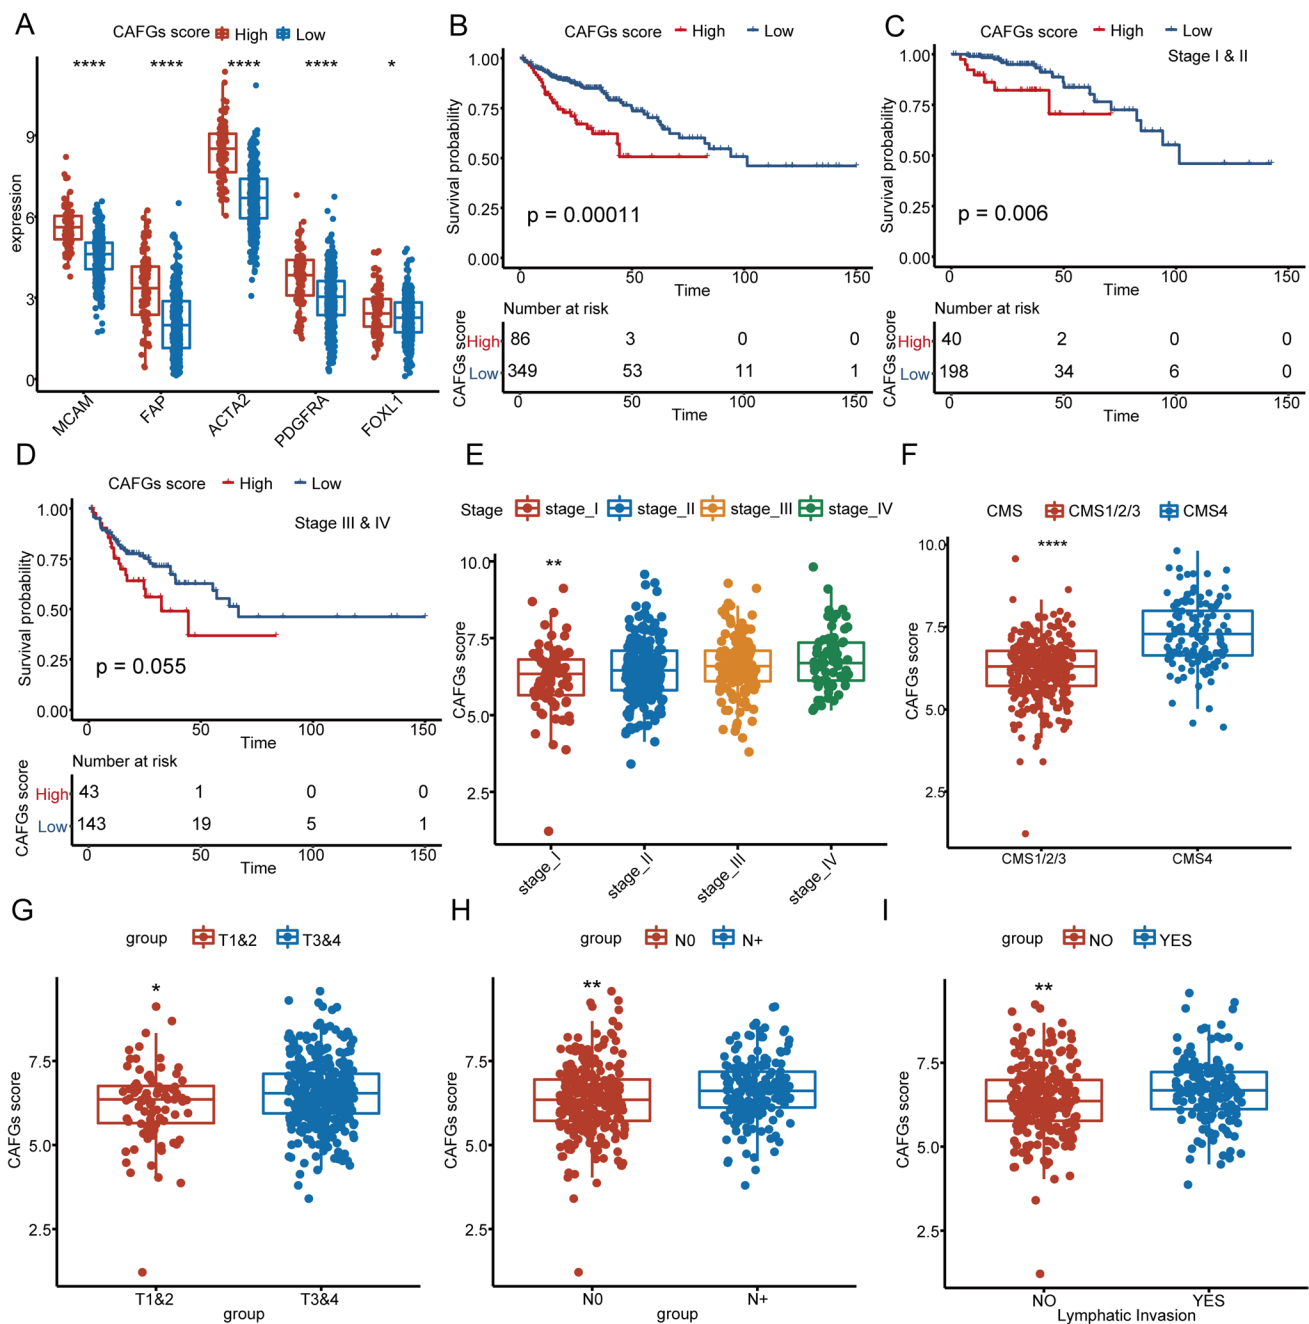 A
CAFGs score High Low
**** **** **** **** *
expression
9
6
3
0
MCAM FAP ACTA2 PDGFRA FOXL1
B
CAFGs score High Low
Survival probability
1.00
0.75
0.50
0.25
0.00
p = 0.00011
0 50 100 150
Time
Number at risk
CAFGs score
High 86 3 0 0
Low 349 53 11 1
0 50 100 150
Time
C
CAFGs score High Low
Stage I & II
Survival probability
1.00
0.75
0.50
0.25
0.00
p = 0.006
0 50 100 150
Time
Number at risk
CAFGs score
High 40 2 0 0
Low 198 34 6 0
0 50 100 150
Time
D
CAFGs score High Low
Stage III & IV
Survival probability
1.00
0.75
0.50
0.25
0.00
p = 0.055
0 50 100 150
Time
Number at risk
CAFGs score
High 43 1 0 0
Low 143 19 5 1
0 50 100 150
Time
E
Stage stage_I stage_II stage_III stage_IV
**
CAFGs score
10.0
7.5
5.0
2.5
stage_I stage_II stage_III stage_IV
F
CMS CMS1/2/3 CMS4
****
CAFGs score
10.0
7.5
5.0
2.5
CMS1/2/3 CMS4
G
group T1&2 T3&4
*
CAFGs score
7.5
5.0
2.5
T1&2 T3&4
group
H
group N0 N+
**
CAFGs score
7.5
5.0
2.5
N0 N+
group
I
group NO YES
**
CAFGs score
7.5
5.0
2.5
NO YES
Lymphatic Invasion